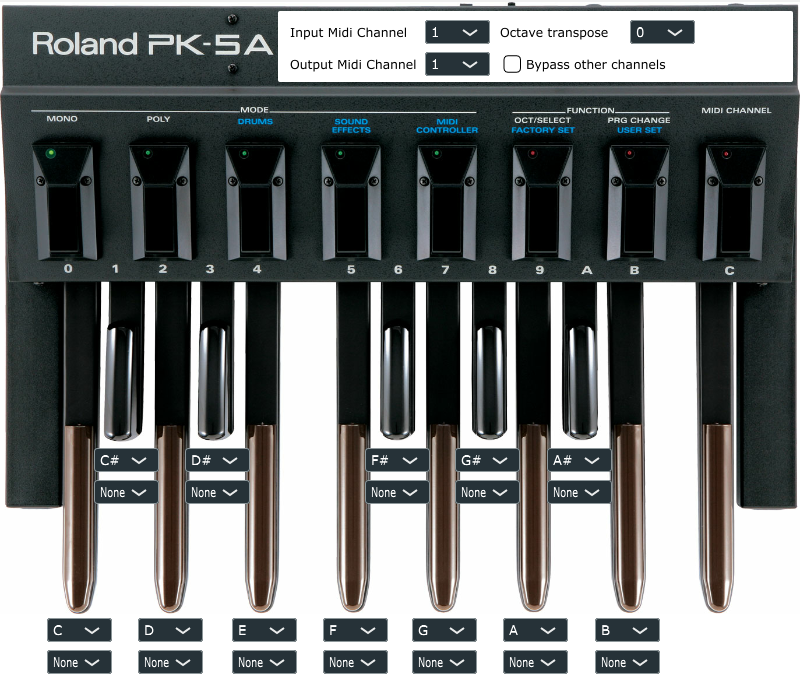 Roland PK-5A
Input Midi Channel 1 Octave transpose 0
Output Midi Channel 1 Bypass other channels
MODE FUNCTION
MONO POLY DRUMS SOUND EFFECTS MIDI CONTROLLER OCT/SELECT FACTORY SET PRG CHANGE USER SET MIDI CHANNEL
0 1 2 3 4 5 6 7 8 9 A B C
C# D# F# G# A#
None None None None None
C D E F G A B
None None None None None None None